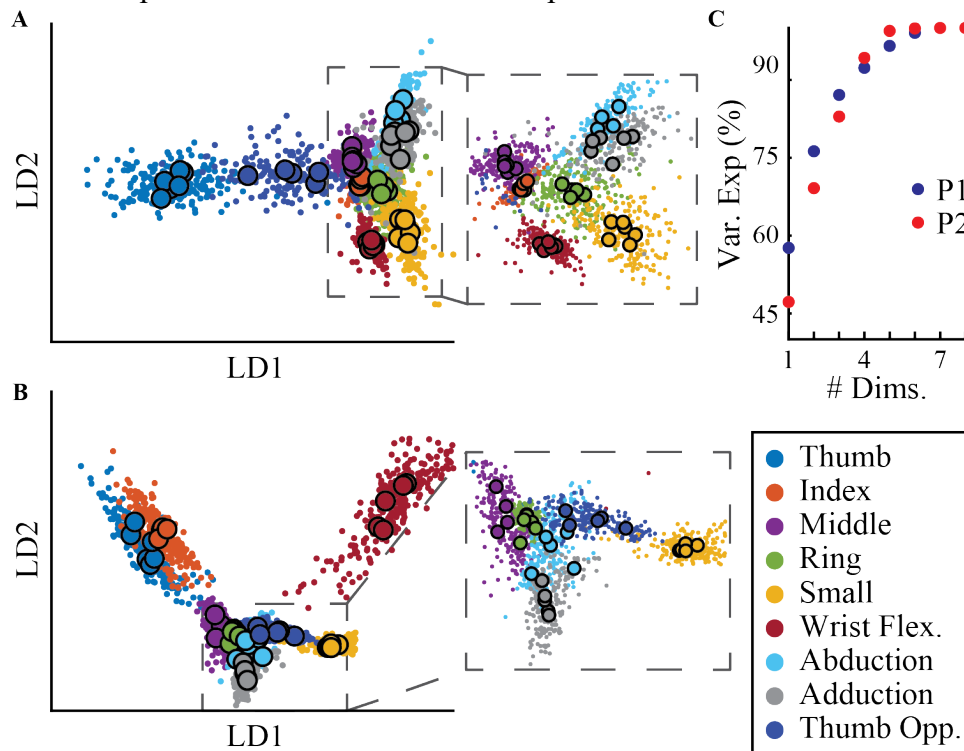 A
LD2
LD1
C
Var. Exp (%)
90
75
60
45
P1
P2
1
4
7
# Dims.
B
LD2
LD1
Thumb
Index
Middle
Ring
Small
Wrist Flex.
Abduction
Adduction
Thumb Opp.